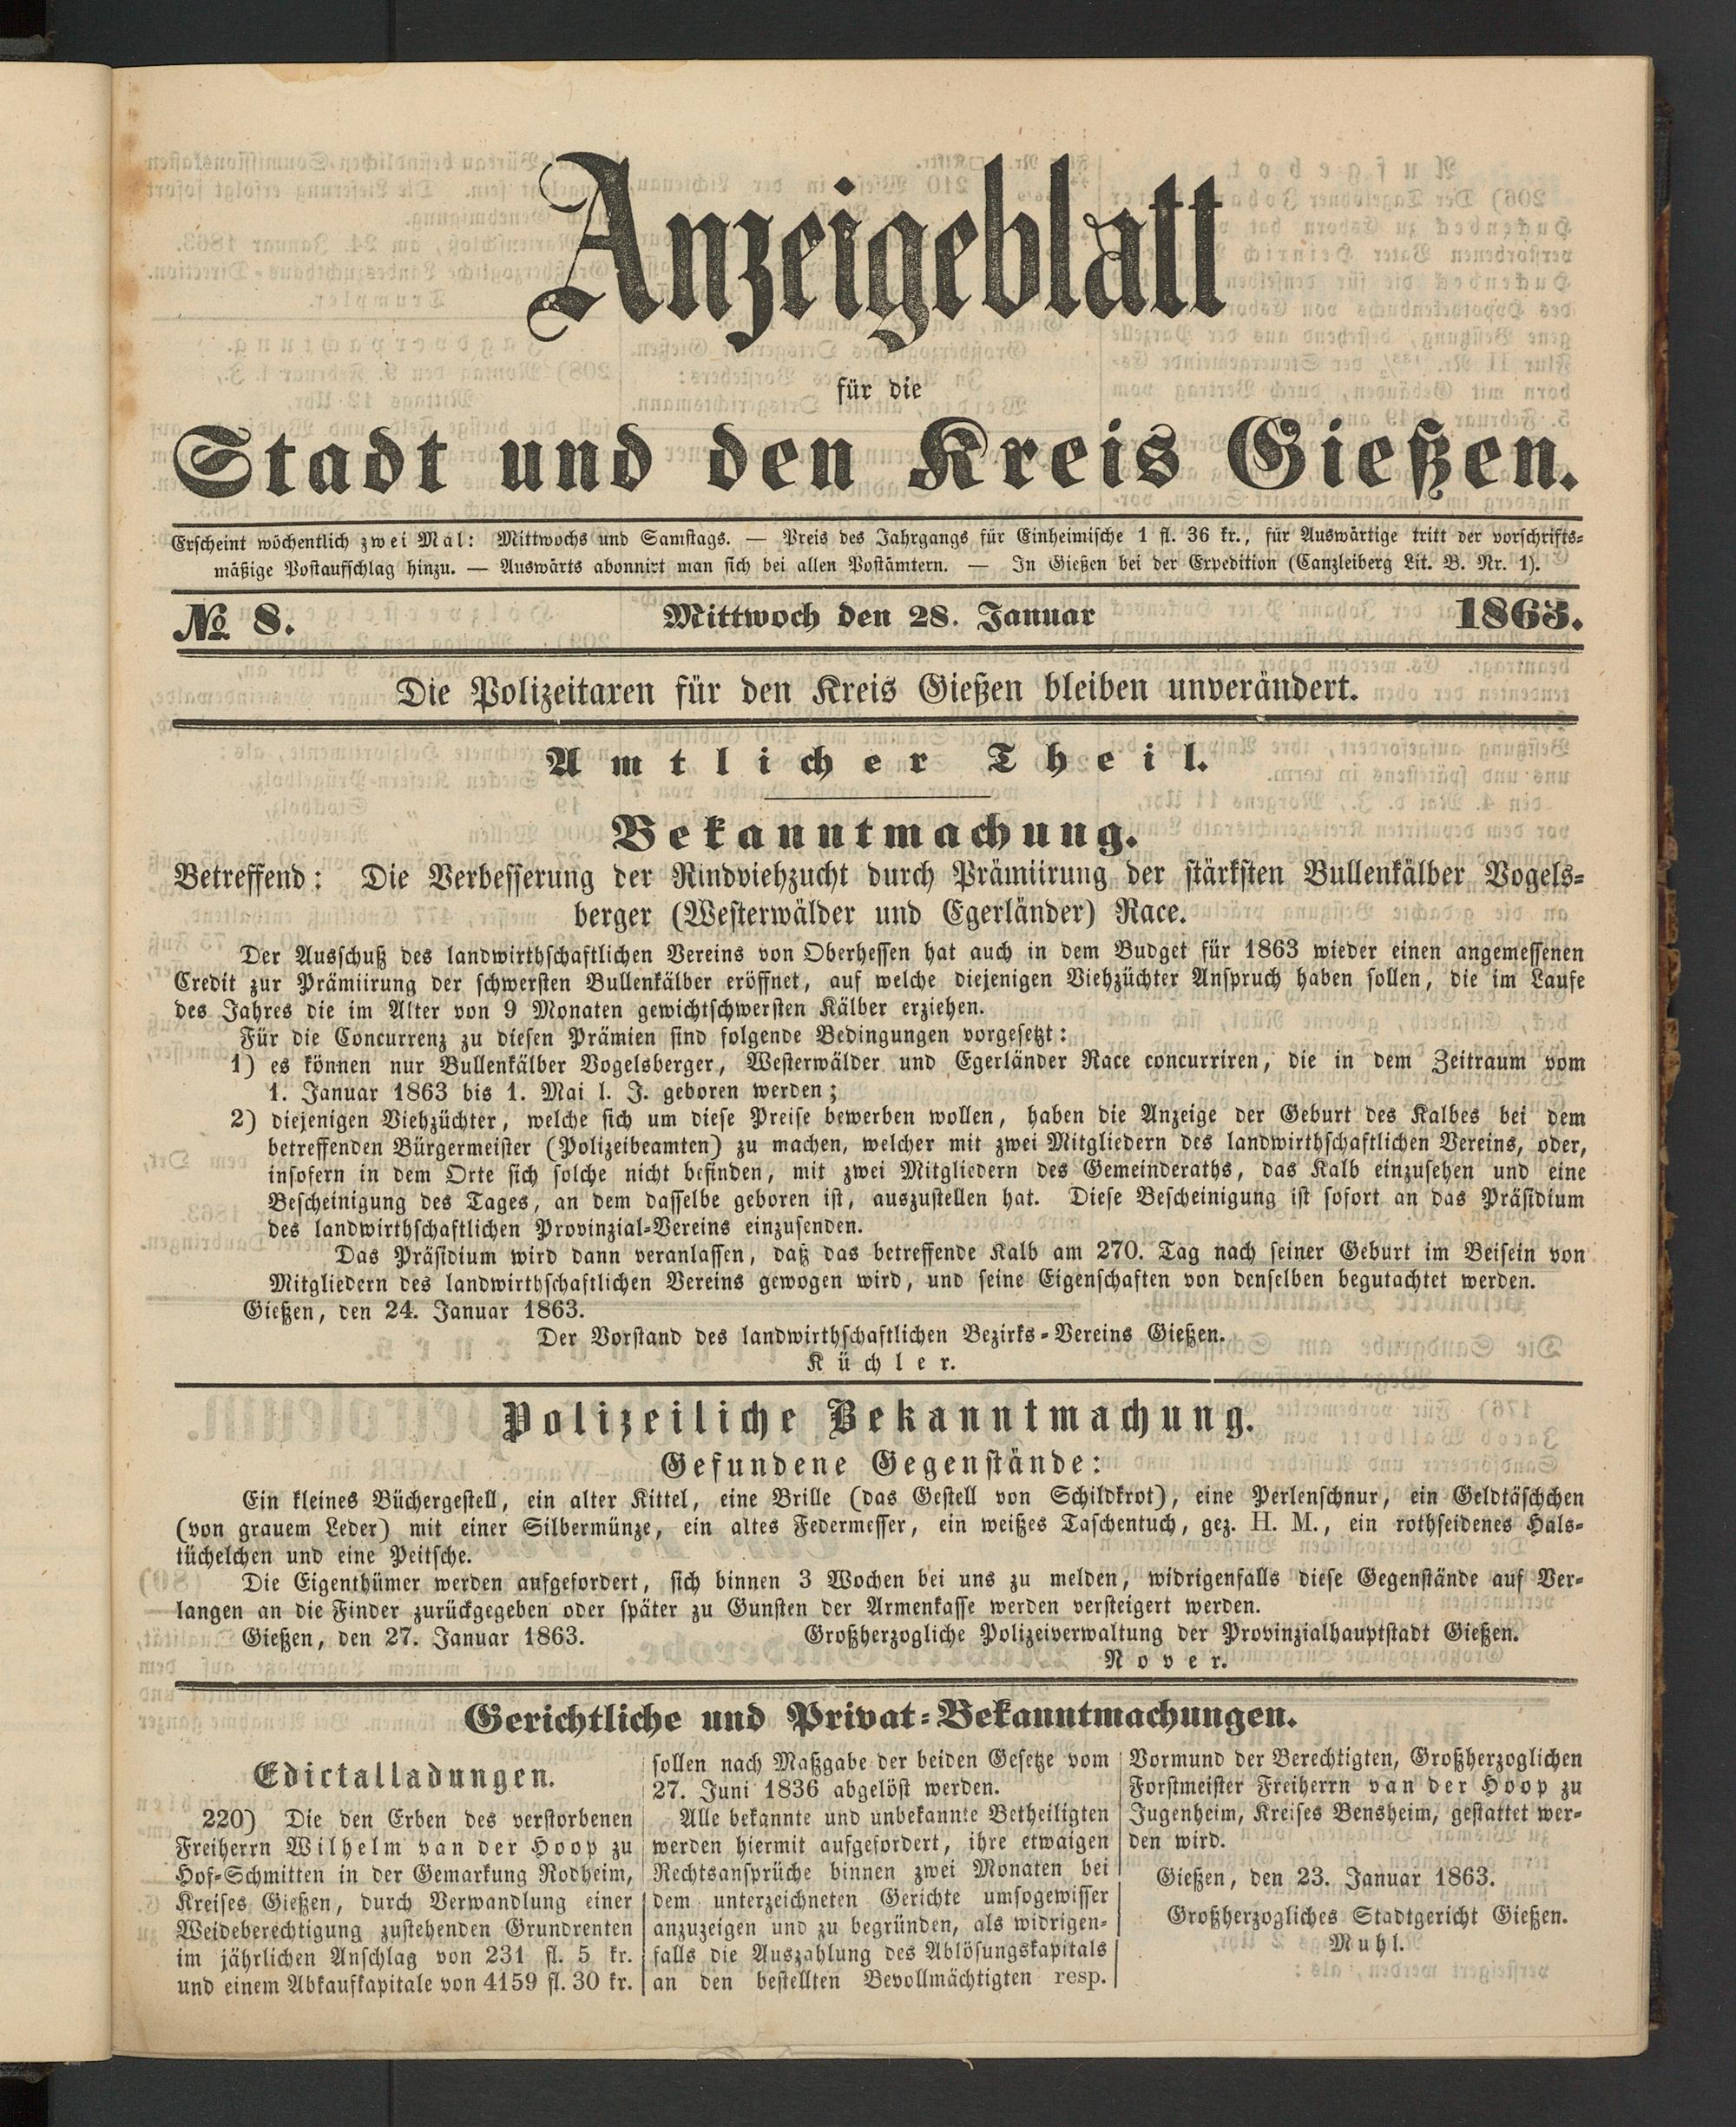 Anzeigeblatt
für die
Stadt und den Kreis Gießen.
Erscheint wöchentlich zwei Mal: Mittwochs und Samstags. — Preis des Jahrgangs für Einheimische 1 fl. 36 kr., für Auswärtige tritt der vorschrifts-
mäßige Postaufschlag hinzu. — Auswärts abonnirt man sich bei allen Postämtern. — In Gießen bei der Expedition (Canzleiberg Lit. B. Nr. 1).
№ 8. Mittwoch den 28. Januar 1863.
Die Polizeitaxen für den Kreis Gießen bleiben unverändert.
Amtlicher Theil.
Bekanntmachung.
Betreffend: Die Verbesserung der Rindviehzucht durch Prämiirung der stärksten Bullenkälber Vogels-
berger (Westerwälder und Egerländer) Race.
Der Ausschuß des landwirthschaftlichen Vereins von Oberhessen hat auch in dem Budget für 1863 wieder einen angemessenen
Credit zur Prämiirung der schwersten Bullenkälber eröffnet, auf welche diejenigen Viehzüchter Anspruch haben sollen, die im Laufe
des Jahres die im Alter von 9 Monaten gewichtschwersten Kälber erziehen.
Für die Concurrenz zu diesen Prämien sind folgende Bedingungen vorgesetzt:
1) es können nur Bullenkälber Vogelsberger, Westerwälder und Egerländer Race concurriren, die in dem Zeitraum vom
1. Januar 1863 bis 1. Mai l. J. geboren werden;
2) diejenigen Viehzüchter, welche sich um diese Preise bewerben wollen, haben die Anzeige der Geburt des Kalbes bei dem
betreffenden Bürgermeister (Polizeibeamten) zu machen, welcher mit zwei Mitgliedern des landwirthschaftlichen Vereins, oder,
insofern in dem Orte sich solche nicht befinden, mit zwei Mitgliedern des Gemeinderaths, das Kalb einzusehen und eine
Bescheinigung des Tages, an dem dasselbe geboren ist, auszustellen hat. Diese Bescheinigung ist sofort an das Präsidium
des landwirthschaftlichen Provinzial-Vereins einzusenden.
Das Präsidium wird dann veranlassen, daß das betreffende Kalb am 270. Tag nach seiner Geburt im Beisein von
Mitgliedern des landwirthschaftlichen Vereins gewogen wird, und seine Eigenschaften von denselben begutachtet werden.
Gießen, den 24. Januar 1863.
Der Vorstand des landwirthschaftlichen Bezirks-Vereins Gießen.
Küchler.
Polizeiliche Bekanntmachung.
Gefundene Gegenstände:
Ein kleines Büchergestell, ein alter Kittel, eine Brille (das Gestell von Schildkrot), eine Perlenschnur, ein Geldtäschchen
(von grauem Leder) mit einer Silbermünze, ein altes Federmesser, ein weißes Taschentuch, gez. H. M., ein rothseidenes Hals-
tüchelchen und eine Peitsche.
Die Eigenthümer werden aufgefordert, sich binnen 3 Wochen bei uns zu melden, widrigenfalls diese Gegenstände auf Ver-
langen an die Finder zurückgegeben oder später zu Gunsten der Armenkasse werden versteigert werden.
Gießen, den 27. Januar 1863. Großherzogliche Polizeiverwaltung der Provinzialhauptstadt Gießen.
Nover.
Gerichtliche und Privat-Bekanntmachungen.
Edictalladungen.
220) Die den Erben des verstorbenen
Freiherrn Wilhelm van der Hoop zu
Hof-Schmitten in der Gemarkung Rodheim,
Kreises Gießen, durch Verwandlung einer
Weideberechtigung zustehenden Grundrenten
im jährlichen Anschlag von 231 fl. 5 kr.
und einem Abkaufkapitale von 4159 fl. 30 kr.
sollen nach Maßgabe der beiden Gesetze vom
27. Juni 1836 abgelöst werden.
Alle bekannte und unbekannte Betheiligten
werden hiermit aufgefordert, ihre etwaigen
Rechtsansprüche binnen zwei Monaten bei
dem unterzeichneten Gerichte umsogewisser
anzuzeigen und zu begründen, als widrigen-
falls die Auszahlung des Ablösungskapitals
an den bestellten Bevollmächtigten resp.
Vormund der Berechtigten, Großherzoglichen
Forstmeister Freiherrn van der Hoop zu
Jugenheim, Kreises Bensheim, gestattet wer-
den wird.
Gießen, den 23. Januar 1863.
Großherzogliches Stadtgericht Gießen.
Muhl.